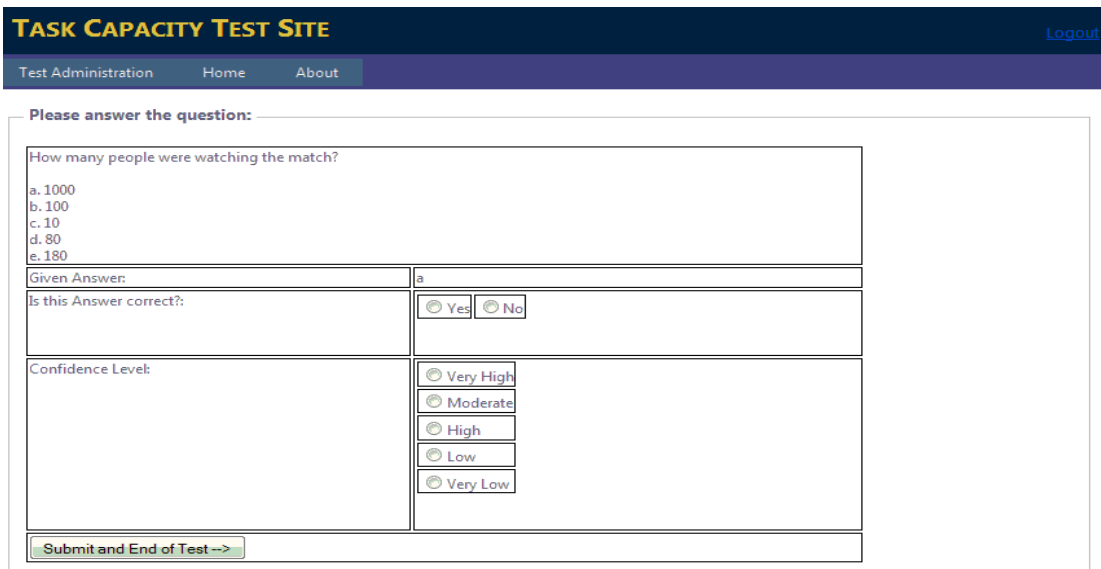 TASK CAPACITY TEST SITE
Logout
Test Administration Home About
Please answer the question:
How many people were watching the match?
a. 1000
b. 100
c. 10
d. 80
e. 180
Given Answer: a
Is this Answer correct?: Yes No
Confidence Level: Very High
Moderate
High
Low
Very Low
Submit and End of Test -->